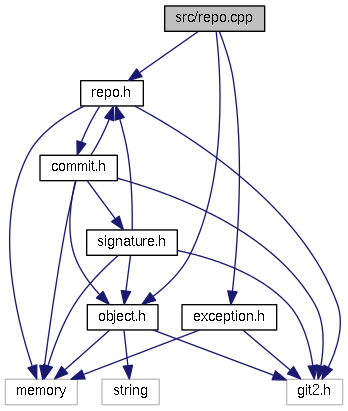 src/repo.cpp
repo.h
commit.h
signature.h
object.h
exception.h
memory
string
git2.h